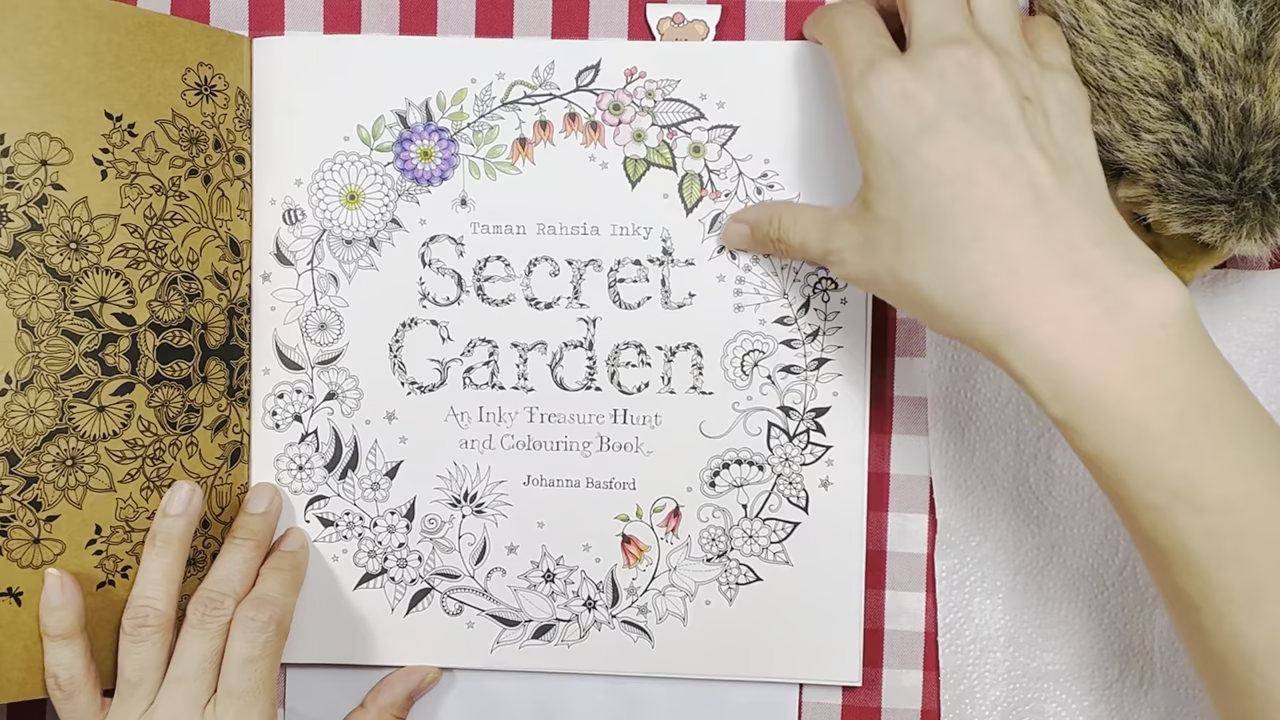 Taman Rahsia Inky
Secret
Garden
An Inky Treasure Hunt
and Colouring Book
Johanna Basford